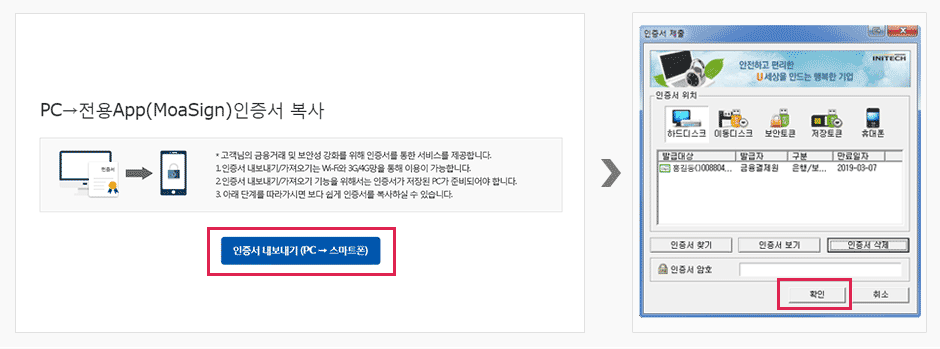 PC→전용App(MoaSign)인증서 복사
인증서
* 고객님의 금융거래 및 보안성 강화를 위해 인증서를 통한 서비스를 제공합니다.
1.인증서 내보내기/가져오기는 Wi-Fi와 3G/4G망을 통해 이용이 가능합니다.
2.인증서 내보내기/가져오기 기능을 위해서는 인증서가 저장된 PC가 준비되어야 합니다.
3. 아래 단계를 따라가시면 보다 쉽게 인증서를 복사하실 수 있습니다.
인증서 내보내기 (PC → 스마트폰)
인증서 제출
안전하고 편리한
U세상을 만드는 행복한 기업
INITECH
인증서 위치
하드디스크 이동디스크 보안토큰 저장토큰 휴대폰
발급대상 발급자 구분 만료일자
홍길동()008804... 금융결제원 은행/보... 2019-03-07
인증서 찾기 인증서 보기 인증서 삭제
인증서 암호
확인 취소